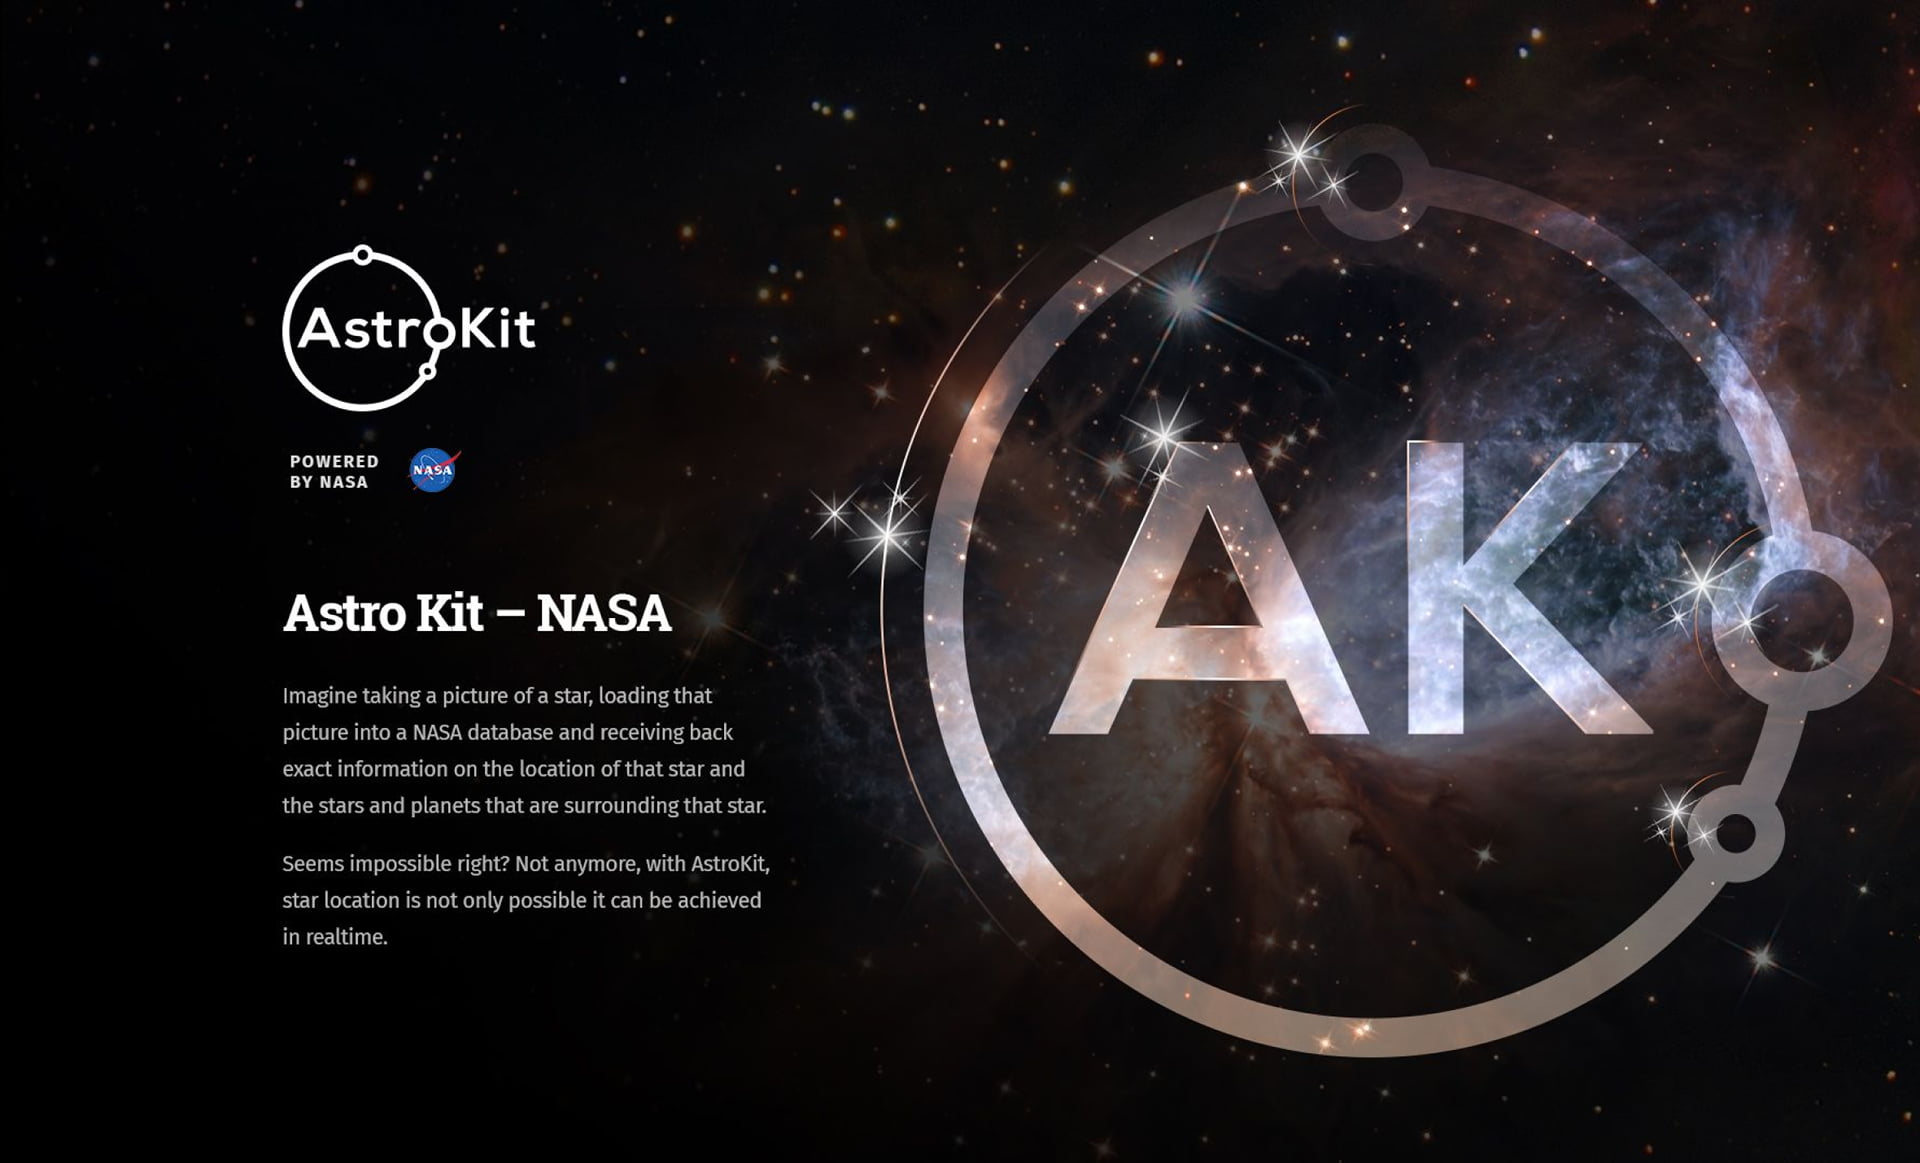 AstroKit
POWERED
BY NASA
NASA
Astro Kit – NASA
Imagine taking a picture of a star, loading that
picture into a NASA database and receiving back
exact information on the location of that star and
the stars and planets that are surrounding that star.
Seems impossible right? Not anymore, with AstroKit,
star location is not only possible it can be achieved
in realtime.
AK